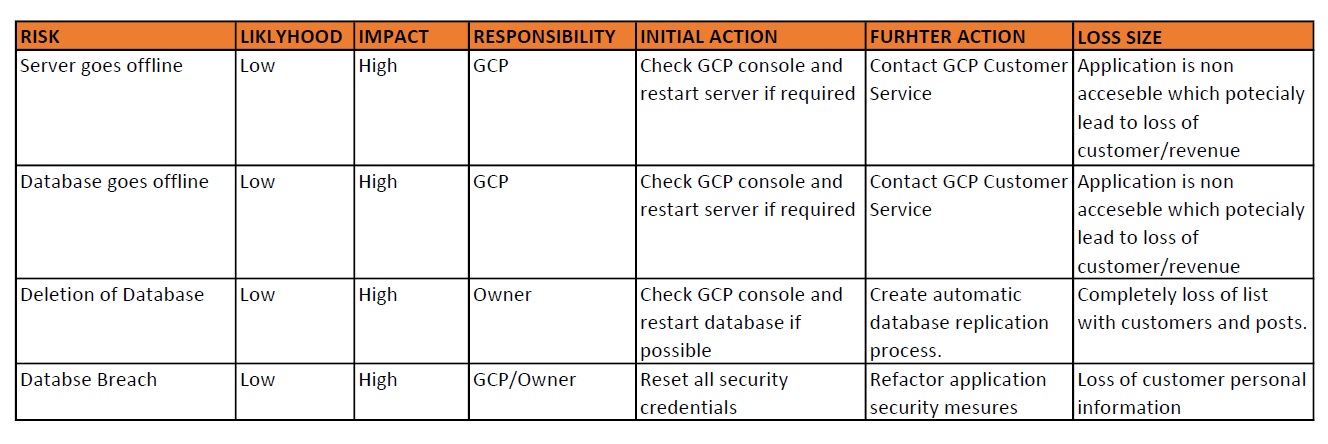 RISK LIKLYHOOD IMPACT RESPONSIBILITY INITIAL ACTION FURHTER ACTION LOSS SIZE
Server goes offline Low High GCP Check GCP console and Contact GCP Customer Application is non
restart server if required Service acceseble which potecialy
lead to loss of
customer/revenue
Database goes offline Low High GCP Check GCP console and Contact GCP Customer Application is non
restart server if required Service acceseble which potecialy
lead to loss of
customer/revenue
Deletion of Database Low High Owner Check GCP console and Create automatic Completely loss of list
restart database if database replication with customers and posts.
possible process.
Databse Breach Low High GCP/Owner Reset all security Refactor application Loss of customer personal
credentials security mesures information